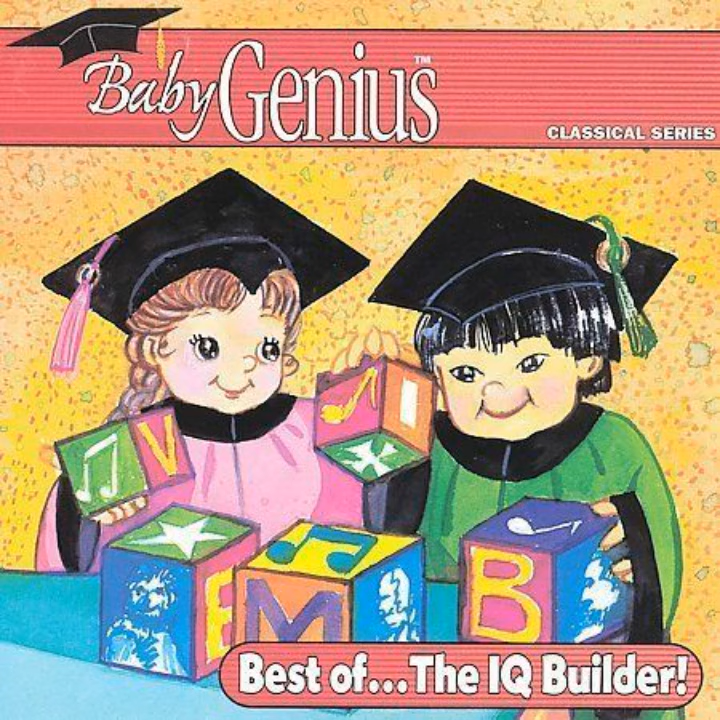 Baby Genius™
CLASSICAL SERIES
V
I
E
M
B
Best of...The IQ Builder!